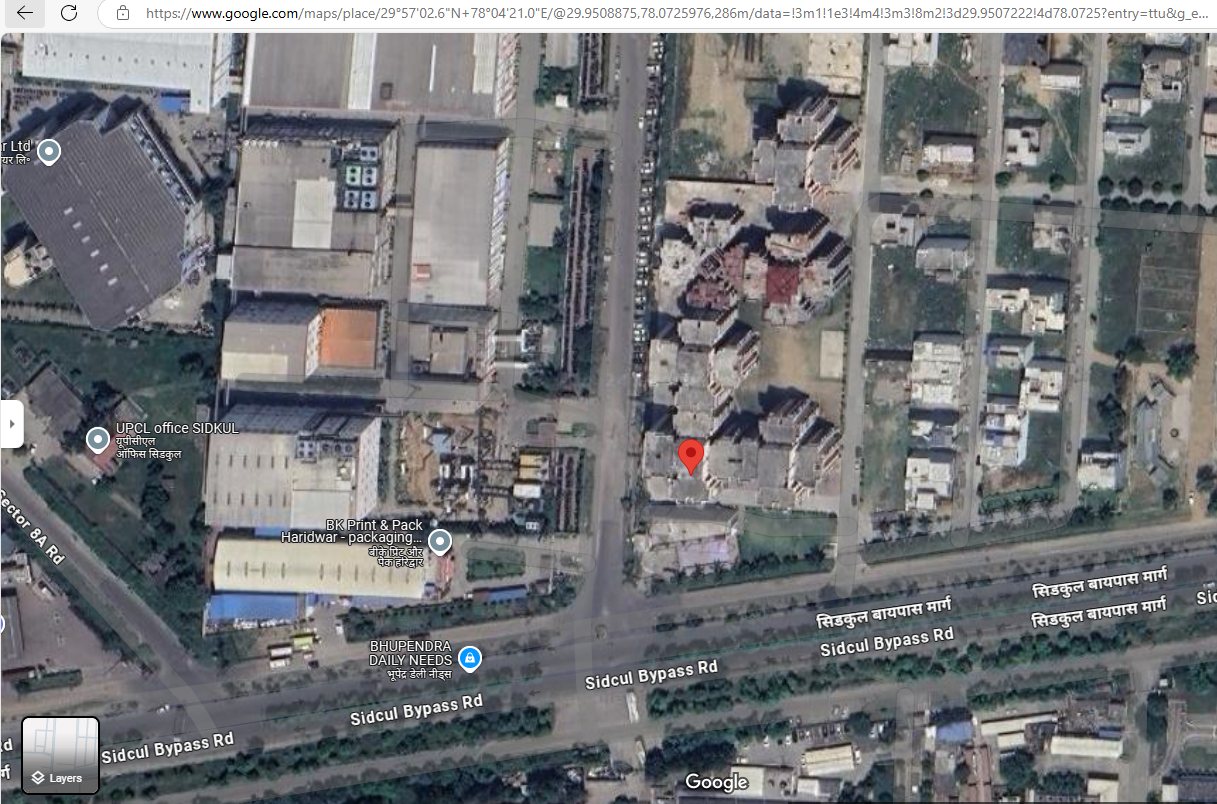 https://www.google.com/maps/place/29°57'02.6"N+78°04'21.0"E/@29.9508875,78.0725976,286m/data=!3m1!1e3!4m4!3m3!8m2!3d29.9507222!4d78.0725?entry=ttu&g_e...
r Ltd
यर लि॰
UPCL office SIDKUL
यूपीसीएल
ऑफिस सिडकुल
Sector 8A Rd
BK Print & Pack
Haridwar - packaging...
बीके प्रिंट और
पैक हरिद्वार
सिडकुल बायपास मार्ग
सिडकुल बायपास मार्ग
Sidcul Bypass Rd
BHUPENDRA
DAILY NEEDS
भूपेंद्र डेली नीड्स
Sidcul Bypass Rd
Sidcul Bypass Rd
Sidcul Bypass Rd
Layers
Google